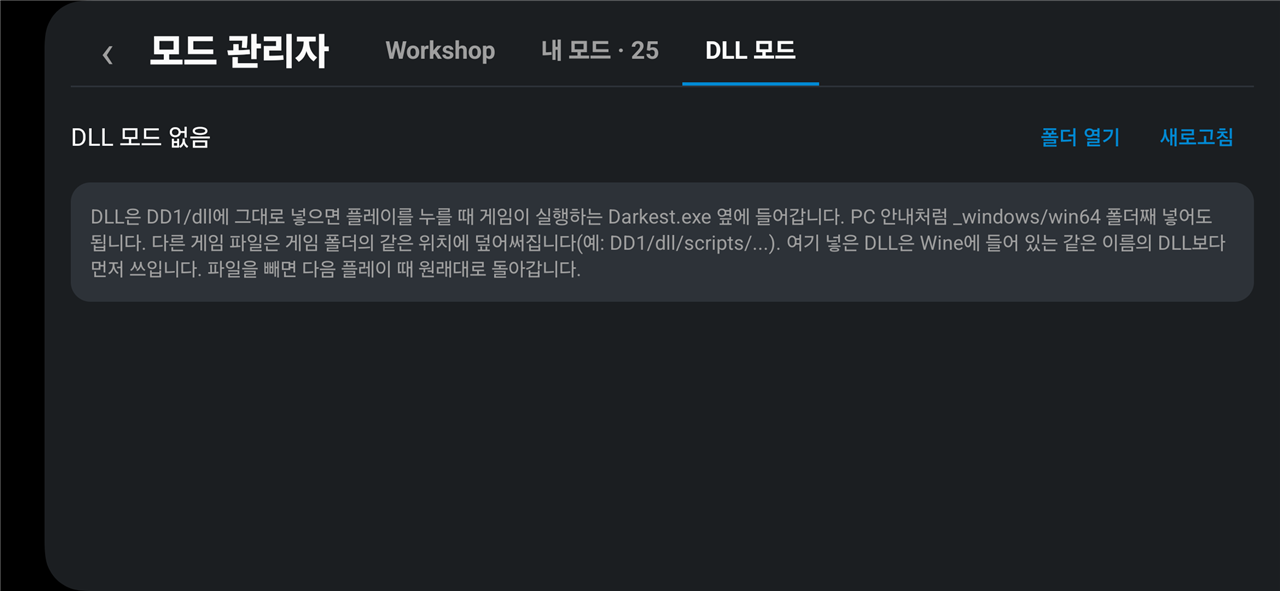 모드 관리자
Workshop
내 모드 · 25
DLL 모드
DLL 모드 없음
폴더 열기
새로고침
DLL은 DD1/dll에 그대로 넣으면 플레이를 누를 때 게임이 실행하는 Darkest.exe 옆에 들어갑니다. PC 안내처럼 _windows/win64 폴더째 넣어도
됩니다. 다른 게임 파일은 게임 폴더의 같은 위치에 덮어써집니다(예: DD1/dll/scripts/...). 여기 넣은 DLL은 Wine에 들어 있는 같은 이름의 DLL보다
먼저 쓰입니다. 파일을 빼면 다음 플레이 때 원래대로 돌아갑니다.